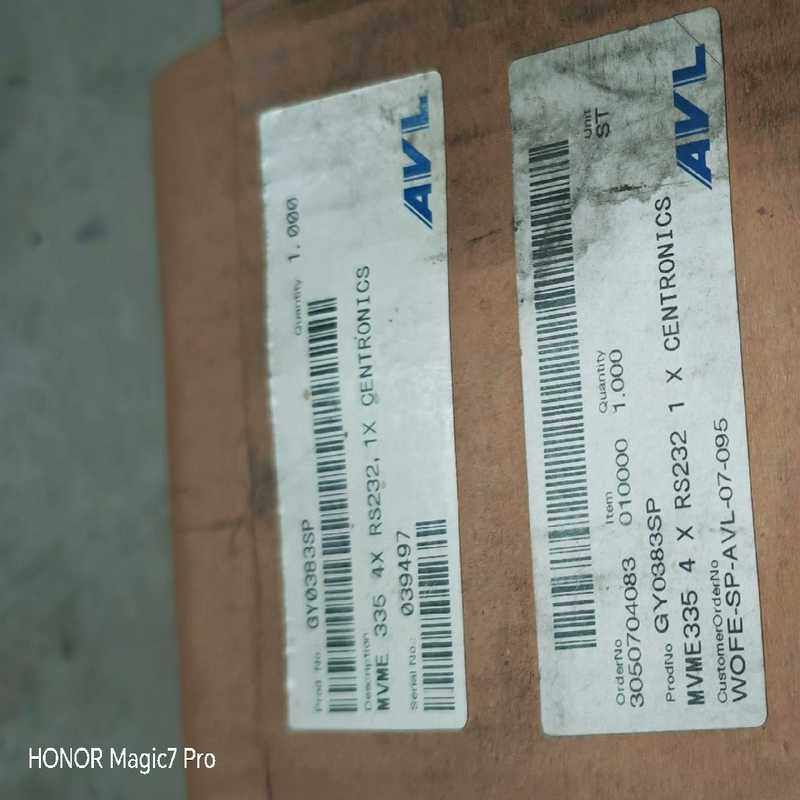 Prod No GY0383SP Quantity 1.000
Description
MVME 335 4X RS232, 1X CENTRONICS
Serial No.: 039497
AVL
OrderNo Item Quantity Unit
3050704083 010000 1.000 ST
ProdNo GY0383SP
MVME335 4 X RS232 1 X CENTRONICS
CustomerOrderNo
WOFE-SP-AVL-07-095
AVL
HONOR Magic7 Pro